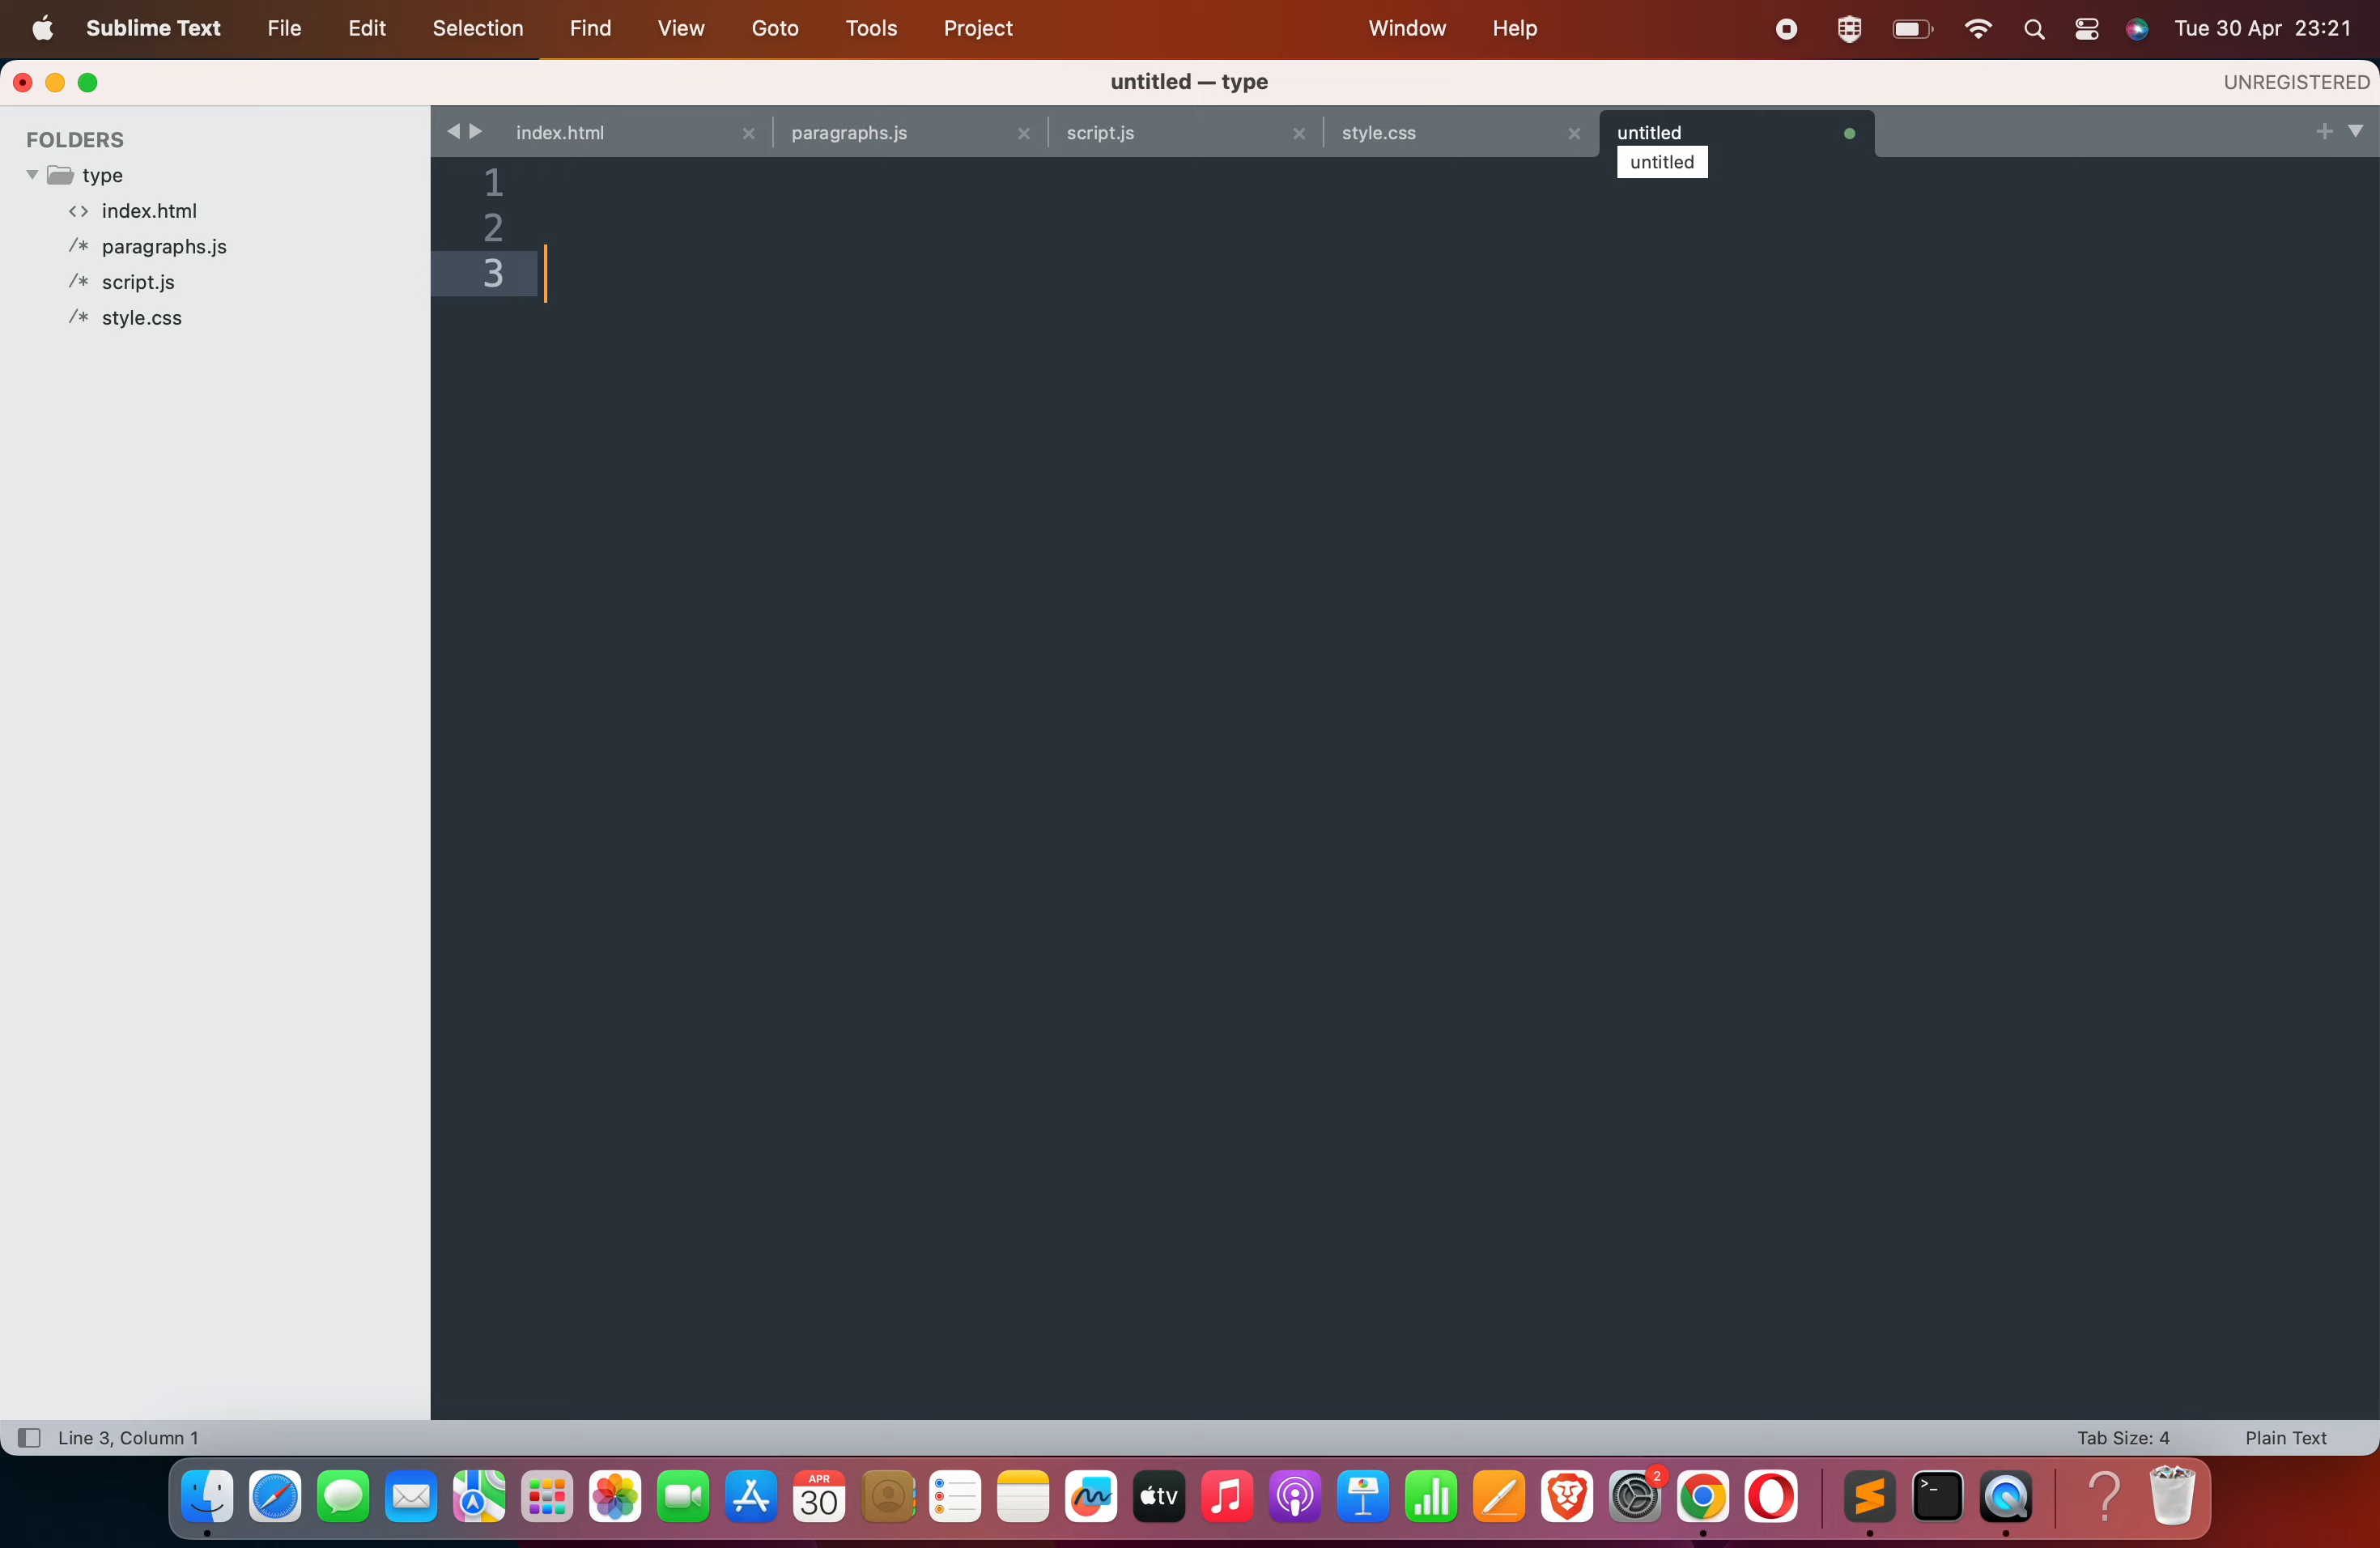 Sublime Text File Edit Selection Find View Goto Tools Project Window Help Tue 30 Apr 23:21
untitled — type UNREGISTERED
FOLDERS
type
<> index.html
/* paragraphs.js
/* script.js
/* style.css
index.html paragraphs.js script.js style.css untitled
untitled
1
2
3
Line 3, Column 1 Tab Size: 4 Plain Text
APR
30
tv
2
>_
?